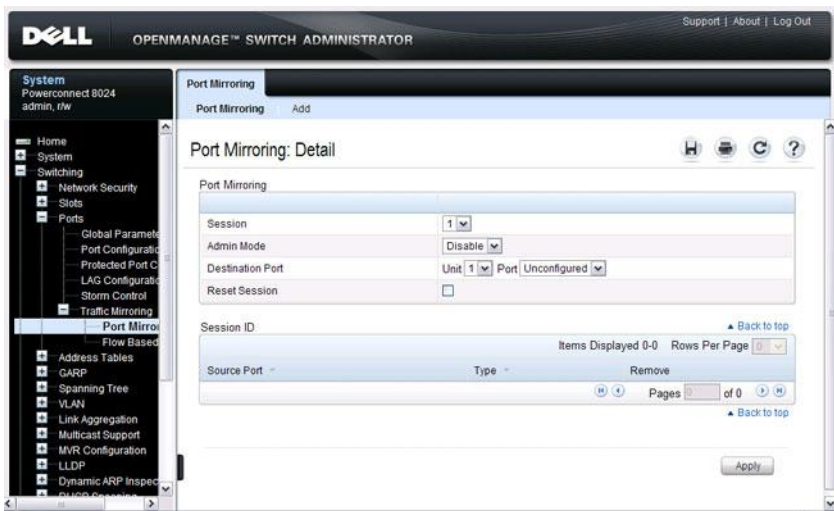 DELL
OPENMANAGE™ SWITCH ADMINISTRATOR
Support | About | Log Out
System
Powerconnect 8024
admin, r/w
Home
System
Switching
Network Security
Slots
Ports
Global Paramete
Port Configuratio
Protected Port C
LAG Configuratio
Storm Control
Traffic Mirroring
Port Mirror
Flow Based
Address Tables
GARP
Spanning Tree
VLAN
Link Aggregation
Multicast Support
MVR Configuration
LLDP
Dynamic ARP Inspec
Port Mirroring
Port Mirroring Add
Port Mirroring: Detail
Port Mirroring
Session 1
Admin Mode Disable
Destination Port Unit 1 Port Unconfigured
Reset Session
Session ID Back to top
Items Displayed 0-0 Rows Per Page 0
Source Port Type Remove
Pages 0 of 0
Back to top
Apply